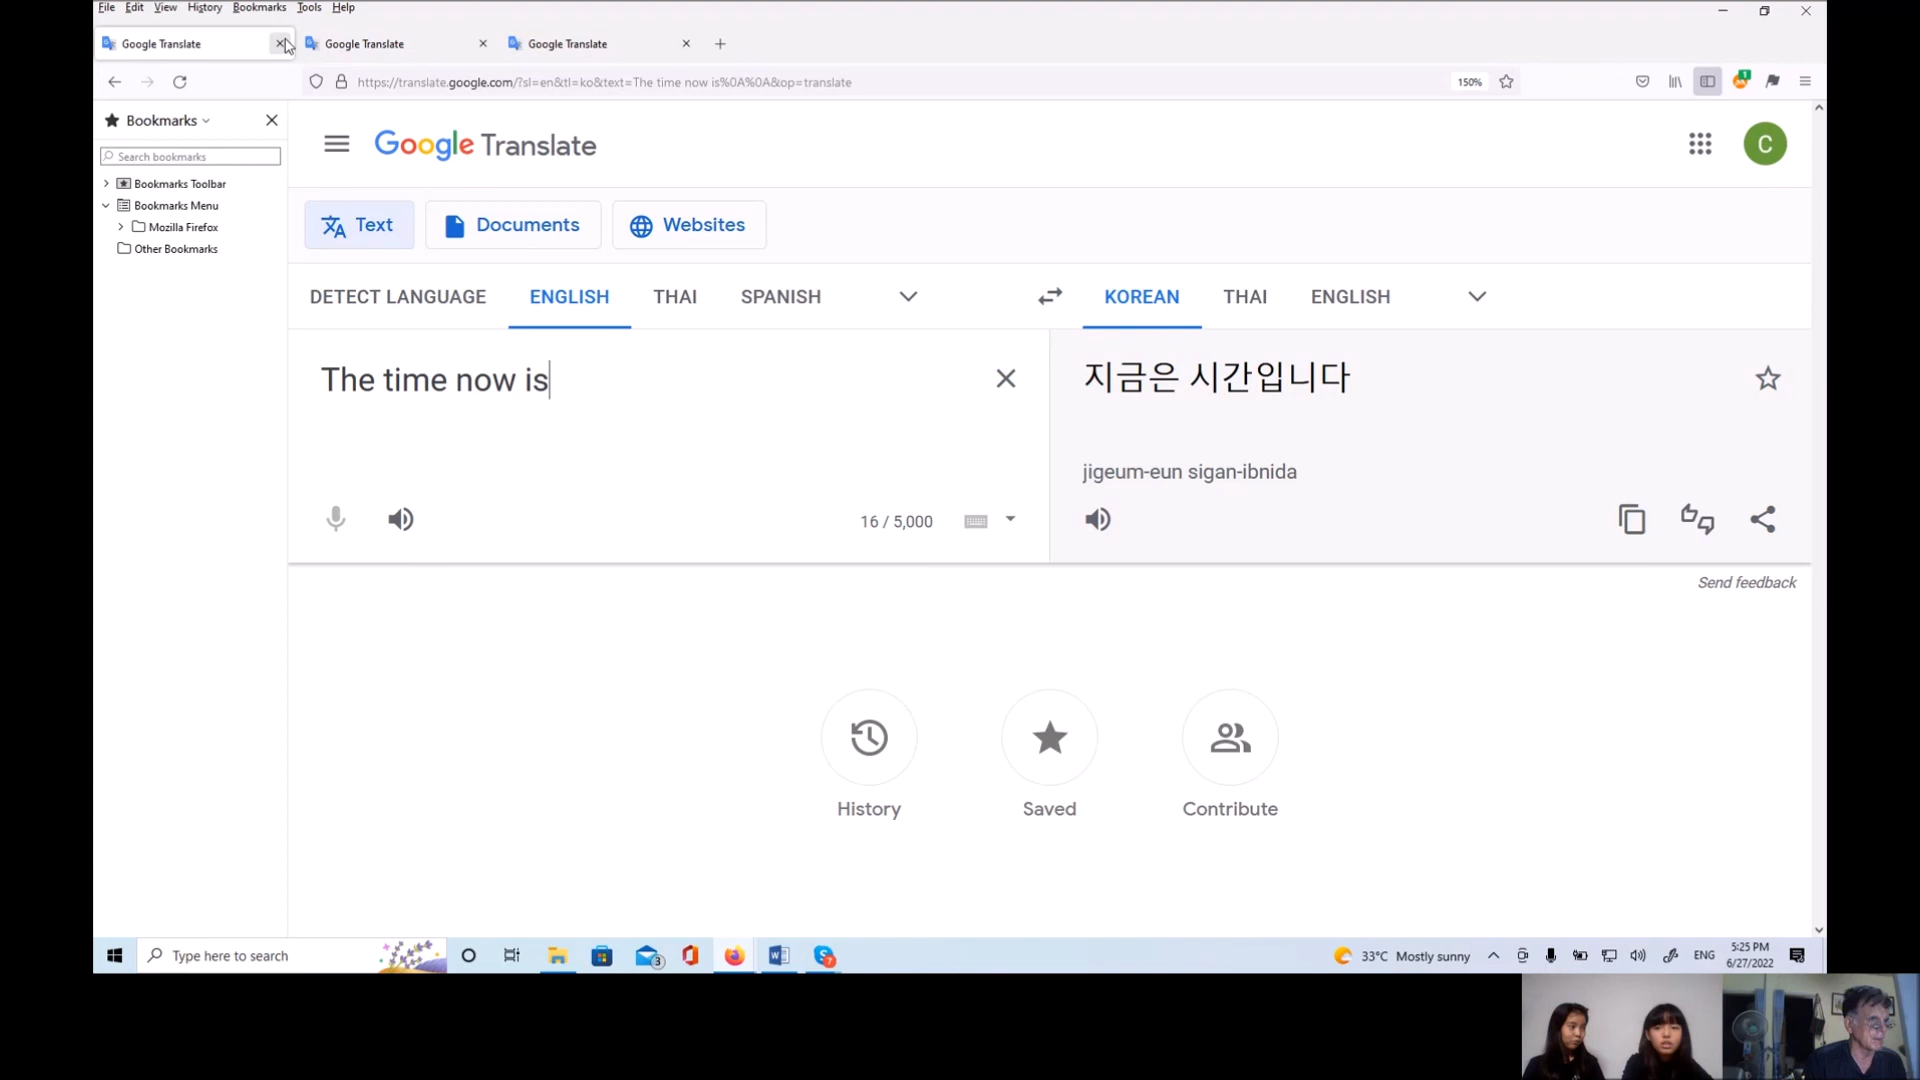 File Edit View History Bookmarks Tools Help
Google Translate Google Translate Google Translate
https://translate.google.com/?sl=en&tl=ko&text=The time now is%0A%0A&op=translate 150% 1
Bookmarks
Search bookmarks
Bookmarks Toolbar
Bookmarks Menu
Mozilla Firefox
Other Bookmarks
Google Translate C
Text Documents Websites
DETECT LANGUAGE ENGLISH THAI SPANISH KOREAN THAI ENGLISH
The time now is 지금은 시간입니다
jigeum-eun sigan-ibnida
16 / 5,000
Send feedback
History Saved Contribute
Type here to search 3 7 33°C Mostly sunny ENG 5:25 PM
6/27/2022